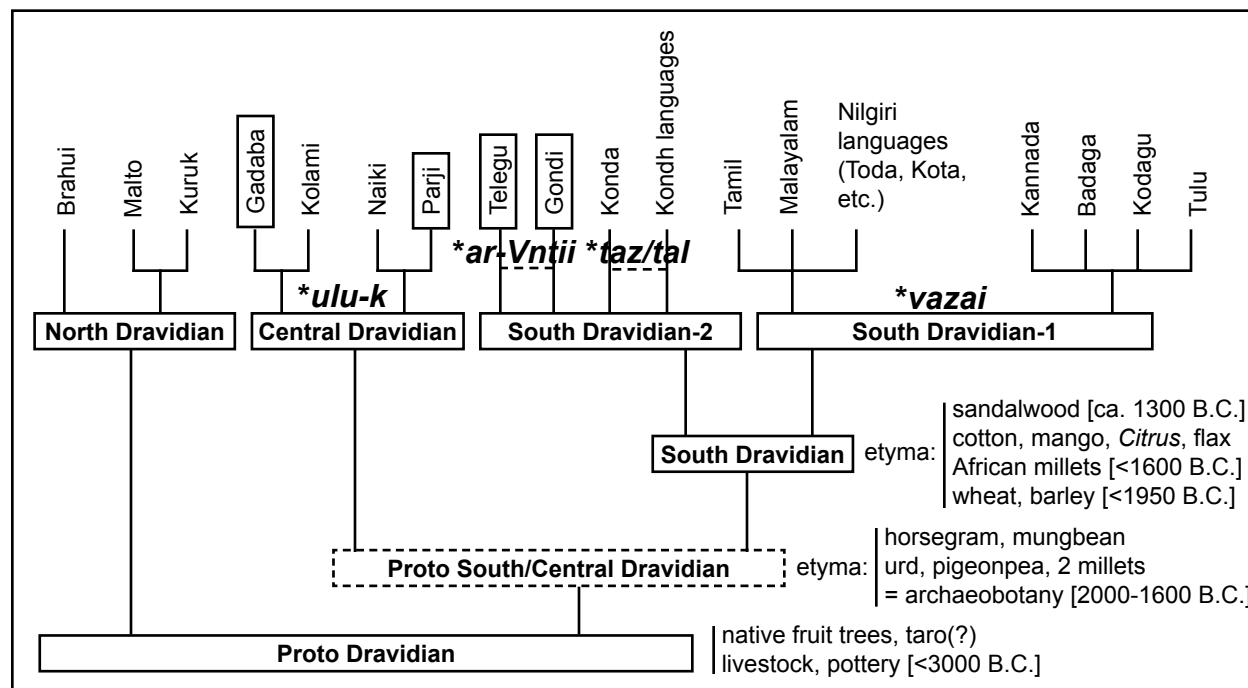 Brahui
Malto
Kuruk
Gadaba
Kolami
Naiki
Parji
Telegu
Gondi
Konda
Kondh languages
Tamil
Malayalam
Nilgiri
languages
(Toda, Kota,
etc.)
Kannada
Badaga
Kodagu
Tulu
*ar-Vntii *taz/tal
*ulu-k
*vazai
North Dravidian
Central Dravidian
South Dravidian-2
South Dravidian-1
South Dravidian
etyma:
sandalwood [ca. 1300 B.C.]
cotton, mango, Citrus, flax
African millets [<1600 B.C.]
wheat, barley [<1950 B.C.]
Proto South/Central Dravidian
etyma:
horsegram, mungbean
urd, pigeonpea, 2 millets
= archaeobotany [2000-1600 B.C.]
Proto Dravidian
native fruit trees, taro(?)
livestock, pottery [<3000 B.C.]